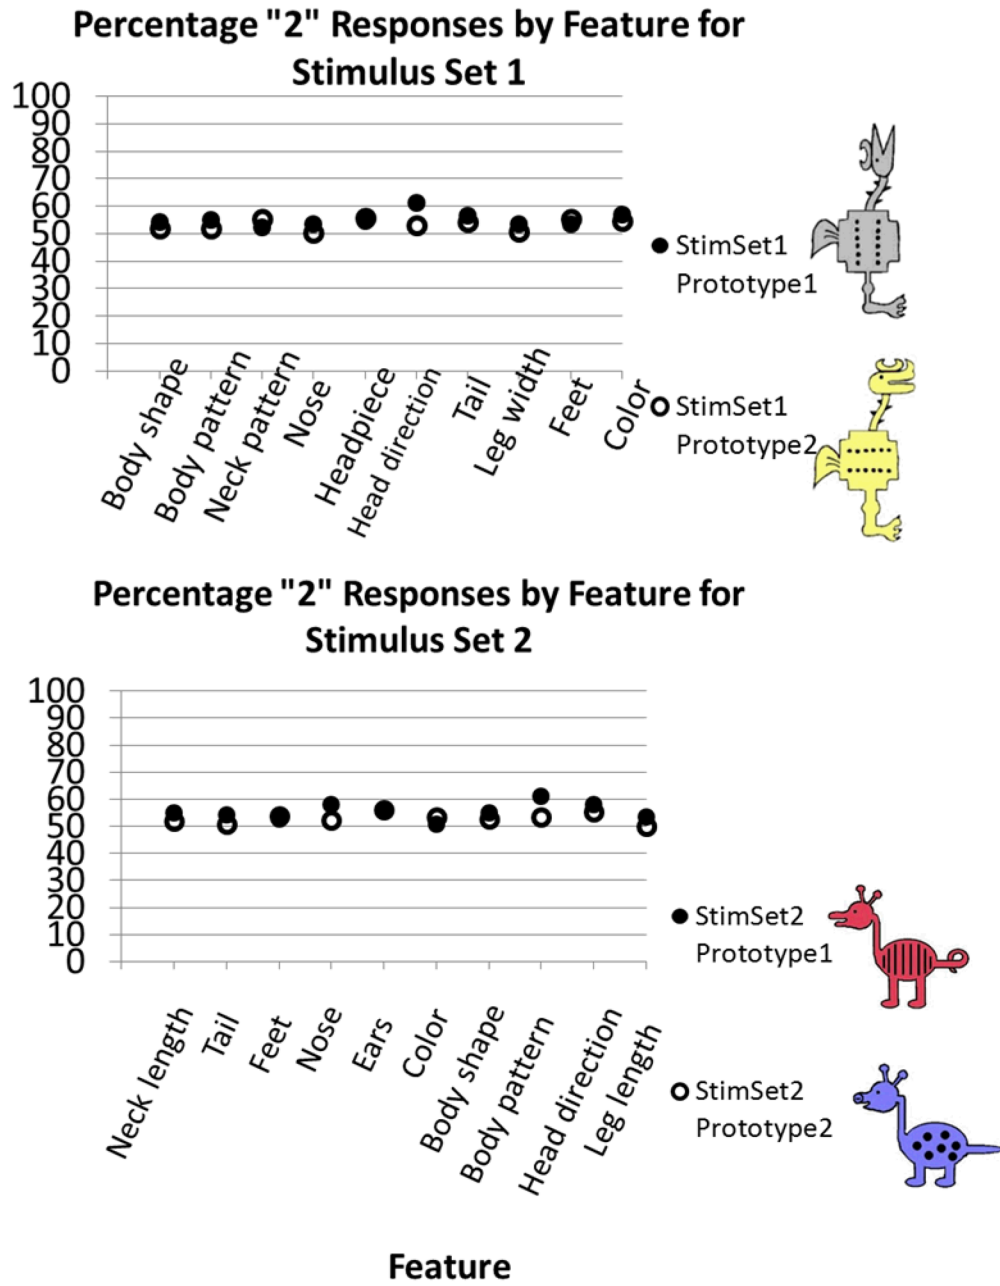 Percentage "2" Responses by Feature for
Stimulus Set 1
100
90
80
70
60
50
40
30
20
10
0
Body shape
Body pattern
Neck pattern
Nose
Headpiece
Head direction
Tail
Leg width
Feet
Color
StimSet1
Prototype1
StimSet1
Prototype2
Percentage "2" Responses by Feature for
Stimulus Set 2
100
90
80
70
60
50
40
30
20
10
0
Neck length
Tail
Feet
Nose
Ears
Color
Body shape
Body pattern
Head direction
Leg length
StimSet2
Prototype1
StimSet2
Prototype2
Feature